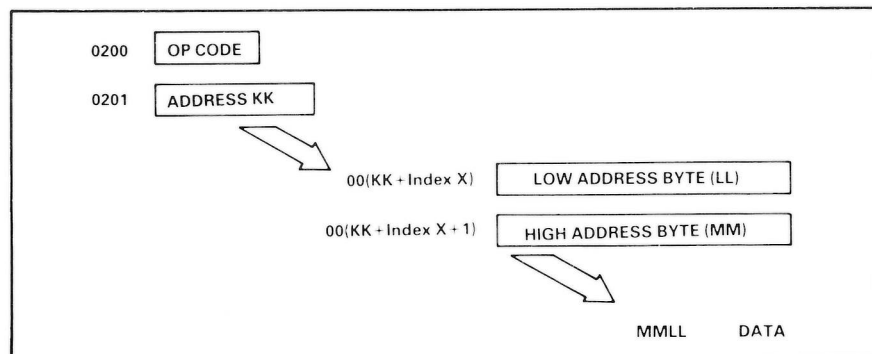 0200 OP CODE
0201 ADDRESS KK
00(KK + Index X) LOW ADDRESS BYTE (LL)
00(KK + Index X + 1) HIGH ADDRESS BYTE (MM)
MMLL DATA